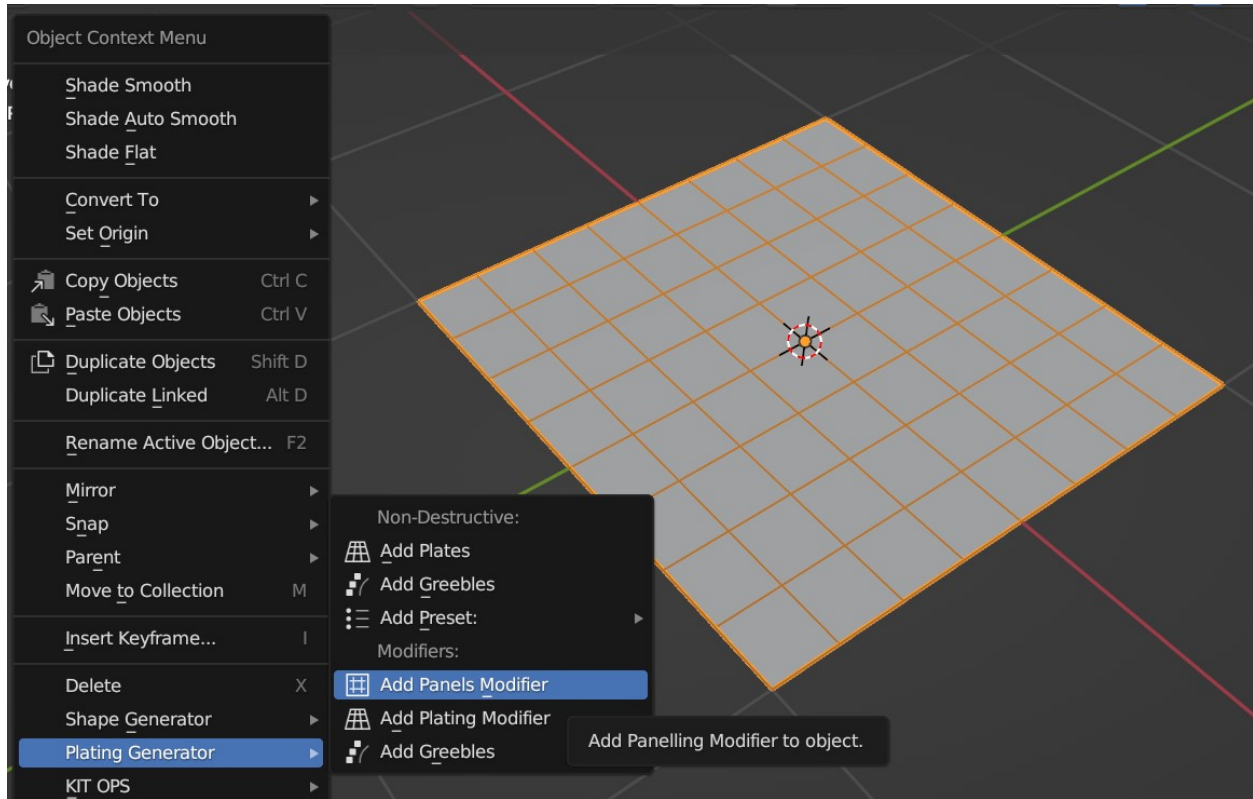 Object Context Menu
Shade Smooth
Shade Auto Smooth
Shade Flat
Convert To
Set Origin
Copy Objects Ctrl C
Paste Objects Ctrl V
Duplicate Objects Shift D
Duplicate Linked Alt D
Rename Active Object... F2
Mirror
Snap
Parent
Move to Collection M
Insert Keyframe... I
Delete X
Shape Generator
Plating Generator
KIT OPS
Non-Destructive:
Add Plates
Add Greebles
Add Preset:
Modifiers:
Add Panels Modifier
Add Plating Modifier
Add Greebles
Add Panelling Modifier to object.